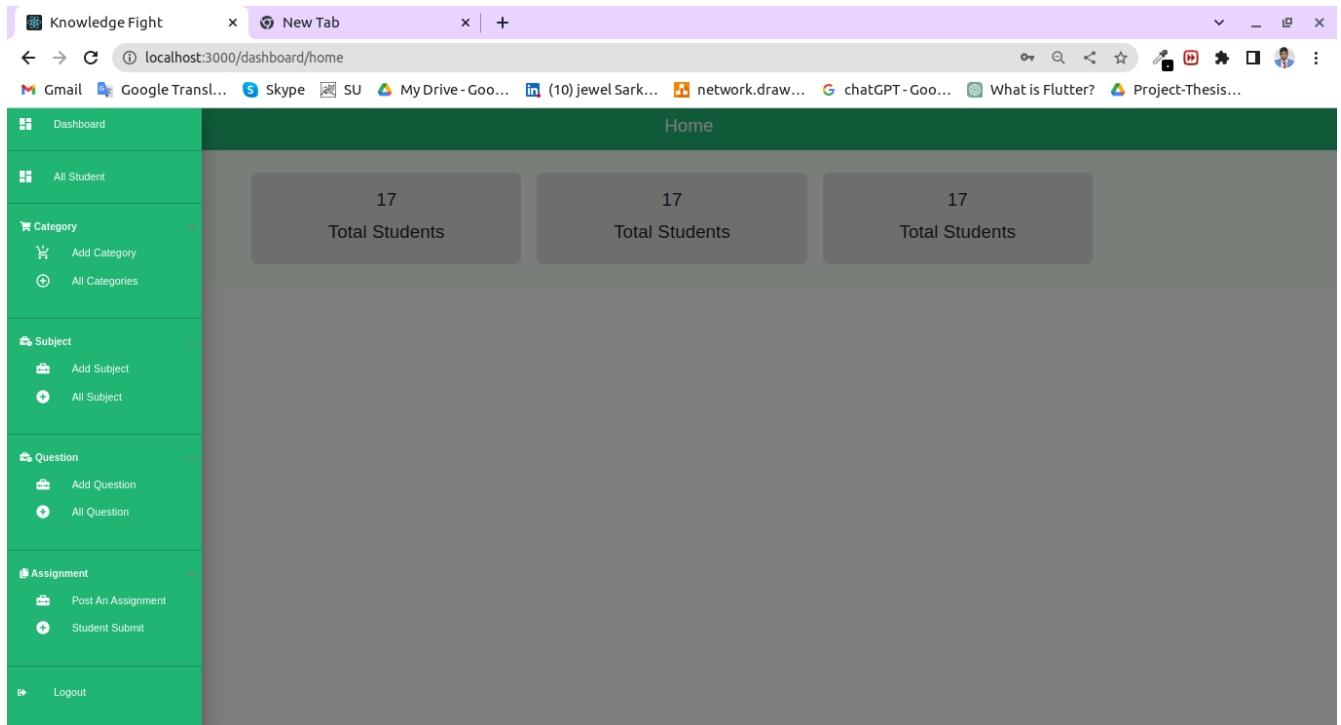 Knowledge Fight
New Tab
localhost:3000/dashboard/home
Gmail Google Transl... Skype SU My Drive - Goo... (10) jewel Sark... network.draw... chatGPT - Goo... What is Flutter? Project-Thesis...
Dashboard
All Student
Category
Add Category
All Categories
Subject
Add Subject
All Subject
Question
Add Question
All Question
Assignment
Post An Assignment
Student Submit
Logout
Home
17
Total Students
17
Total Students
17
Total Students